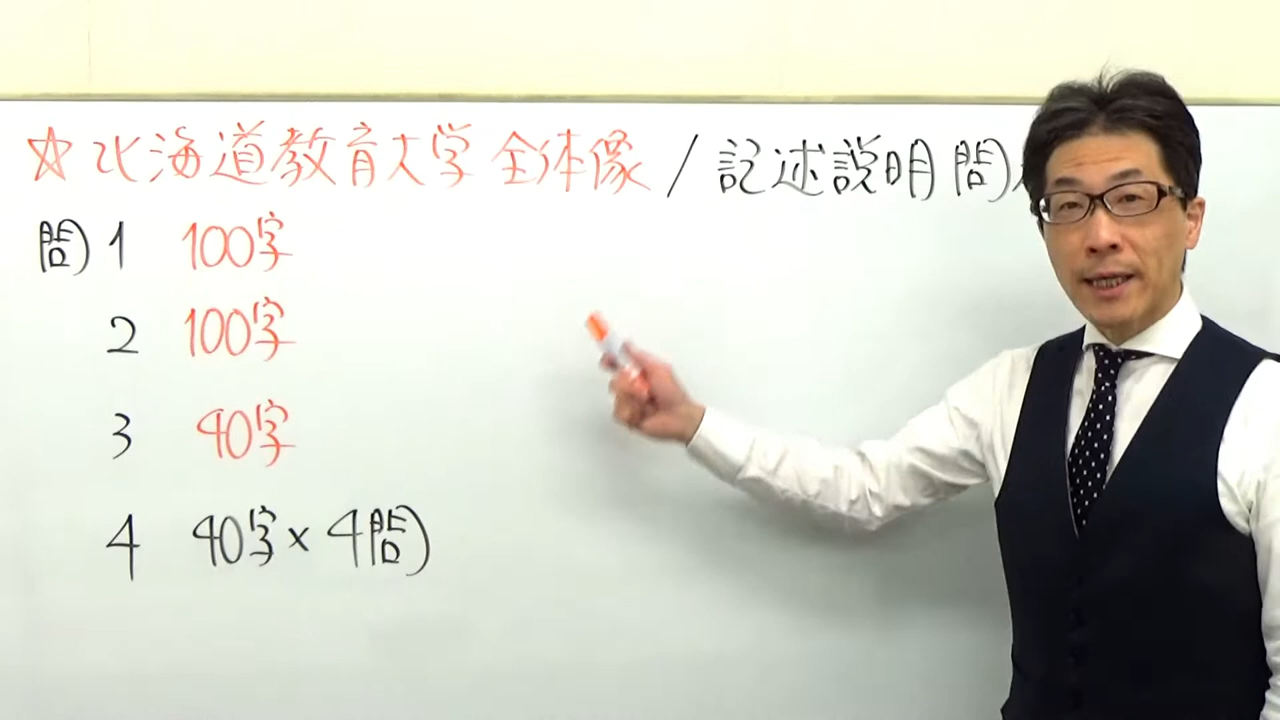 ☆北海道教育大学 全体像 / 記述説明問
問1 100字
2 100字
3 40字
4 40字×4問